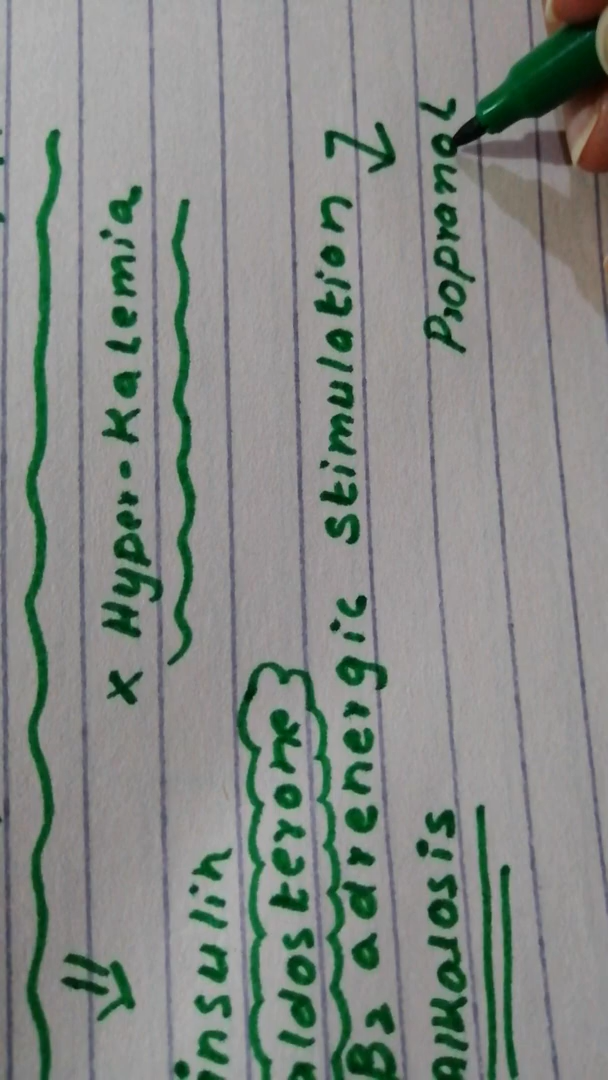 x Hyper-Kalemia
insulin
aldosterone
B2 adrenergic stimulation
alkalosis
Propranol